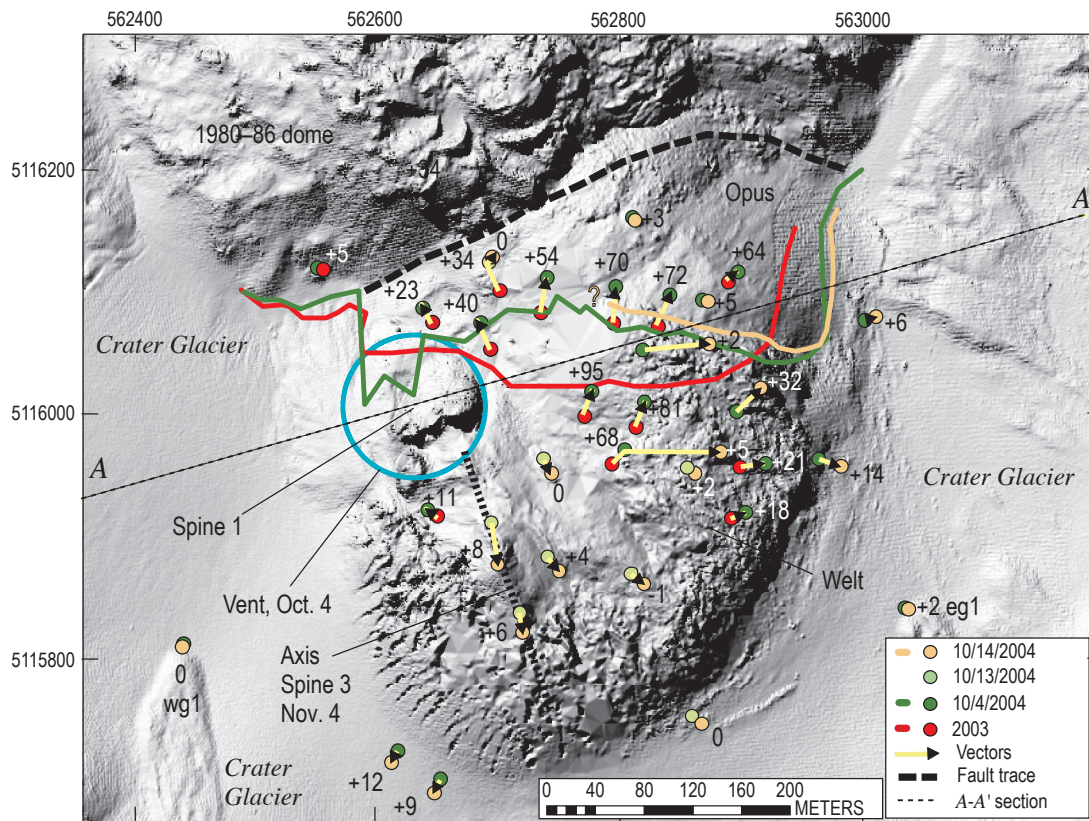 562400 562600 562800 563000
5116200
5116000
5115800
1980–86 dome
Opus
A
A
+5
0
+3
+34
+54
+64
+70
+72
+23
+40
?
+5
+6
+2
Crater Glacier
+95
+32
+81
+68
+5
+21
+14
0
+2
+11
+18
Crater Glacier
Spine 1
+8
+4
-1
Welt
Vent, Oct. 4
+6
+2 eg1
Axis
Spine 3
Nov. 4
0
wg1
0
+12
+9
Crater
Glacier
0 20 40 60 80 120 160 200
METERS
10/14/2004
10/13/2004
10/4/2004
2003
Vectors
Fault trace
A-A' section